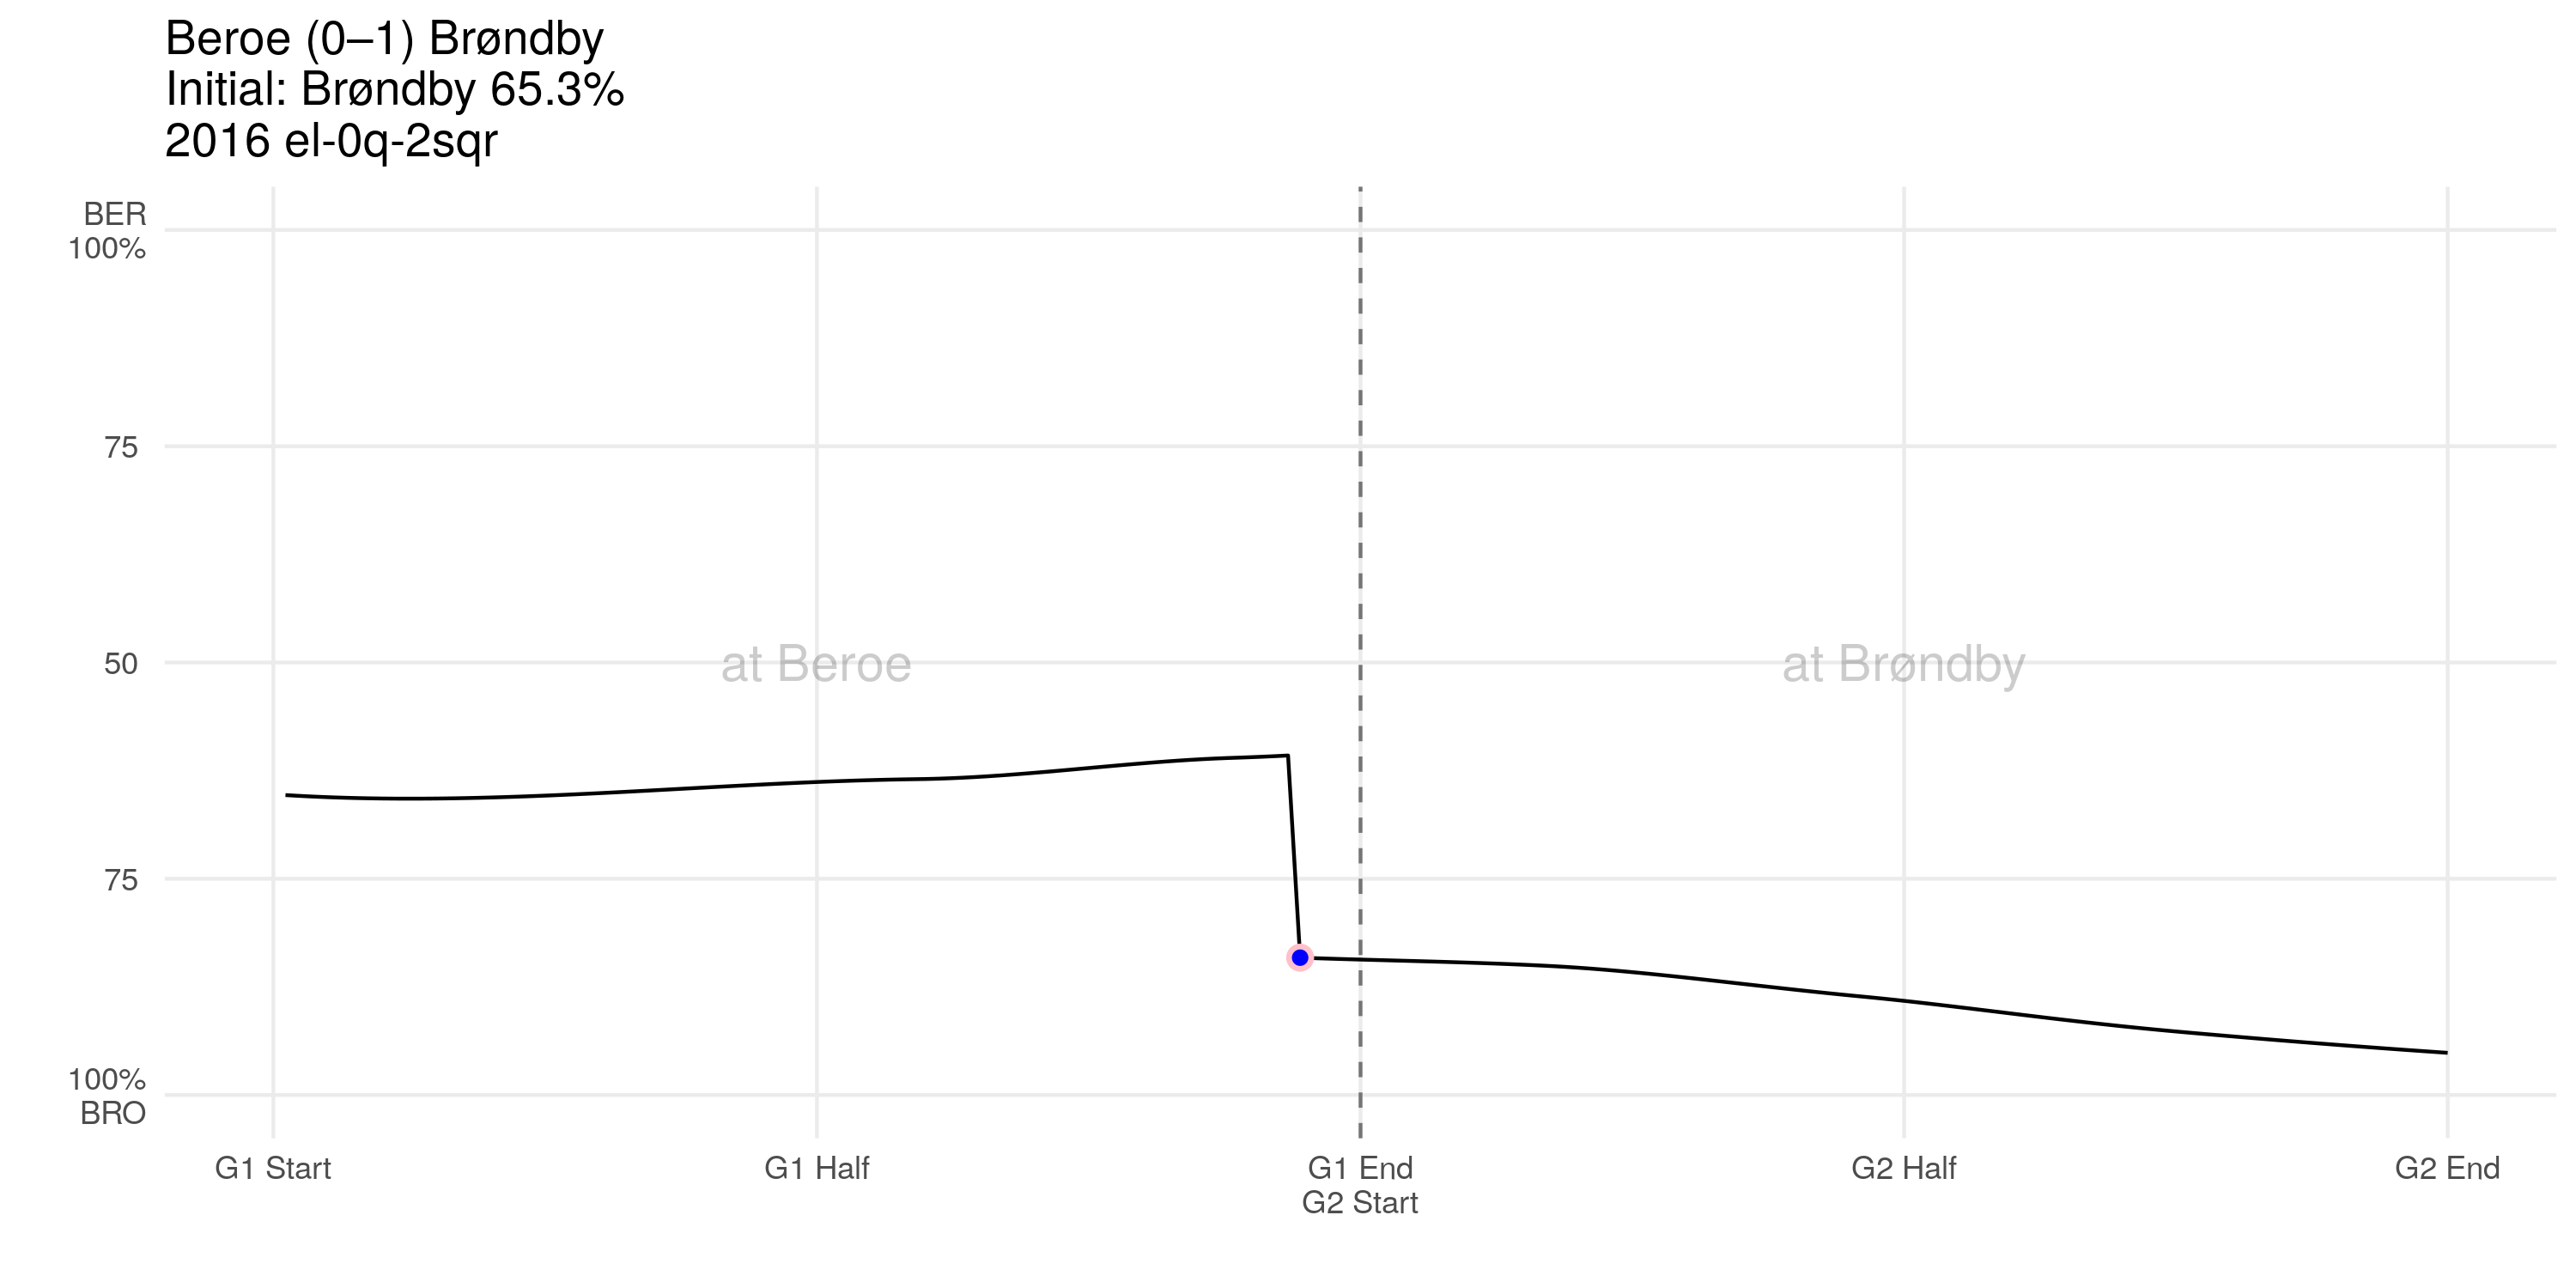 Beroe (0–1) Brøndby
Initial: Brøndby 65.3%
2016 el-0q-2sqr
BER
100%
75
50
75
100%
BRO
at Beroe
at Brøndby
G1 Start
G1 Half
G1 End
G2 Start
G2 Half
G2 End